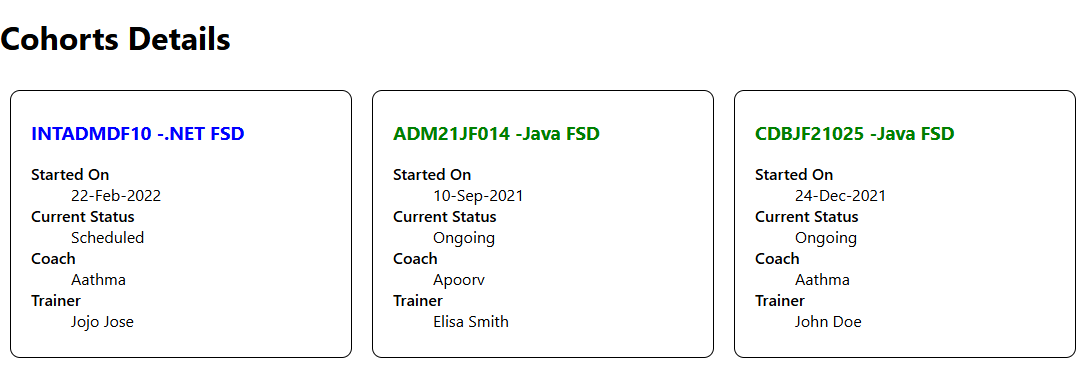 Cohorts Details
INTADMDF10 -.NET FSD
Started On
22-Feb-2022
Current Status
Scheduled
Coach
Aathma
Trainer
Jojo Jose
ADM21JF014 -Java FSD
Started On
10-Sep-2021
Current Status
Ongoing
Coach
Apoorv
Trainer
Elisa Smith
CDBJF21025 -Java FSD
Started On
24-Dec-2021
Current Status
Ongoing
Coach
Aathma
Trainer
John Doe